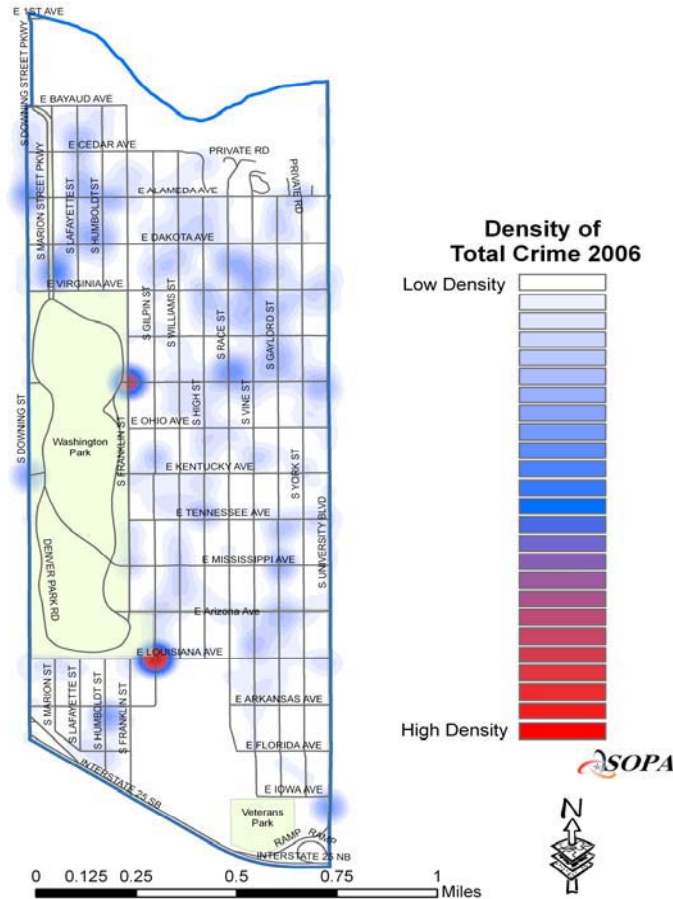 E 1ST AVE
S DOWNING STREET PKWY
E BAYAUD AVE
E CEDAR AVE
PRIVATE RD
PRIVATE RD
S MARION STREET PKWY
S LAFAYETTE ST
S HUMBOLDT ST
E ALAMEDA AVE
E DAKOTA AVE
E VIRGINIA AVE
S GILPIN ST
S WILLIAMS ST
S RACE ST
S GAYLORD ST
S HIGH ST
S VINE ST
E OHIO AVE
S DOWNING ST
Washington
Park
S FRANKLIN ST
E KENTUCKY AVE
S YORK ST
E TENNESSEE AVE
S UNIVERSITY BLVD
E MISSISSIPPI AVE
DENVER PARK RD
E Arizona Ave
E LOUISIANA AVE
S MARION ST
S LAFAYETTE ST
S HUMBOLDT ST
S FRANKLIN ST
E ARKANSAS AVE
E FLORIDA AVE
INTERSTATE 25 SB
E IOWA AVE
Veterans
Park
RAMP
RAMP
INTERSTATE 25 NB
0 0.125 0.25 0.5 0.75 1
Miles
Density of
Total Crime 2006
Low Density
High Density
SOPA
N